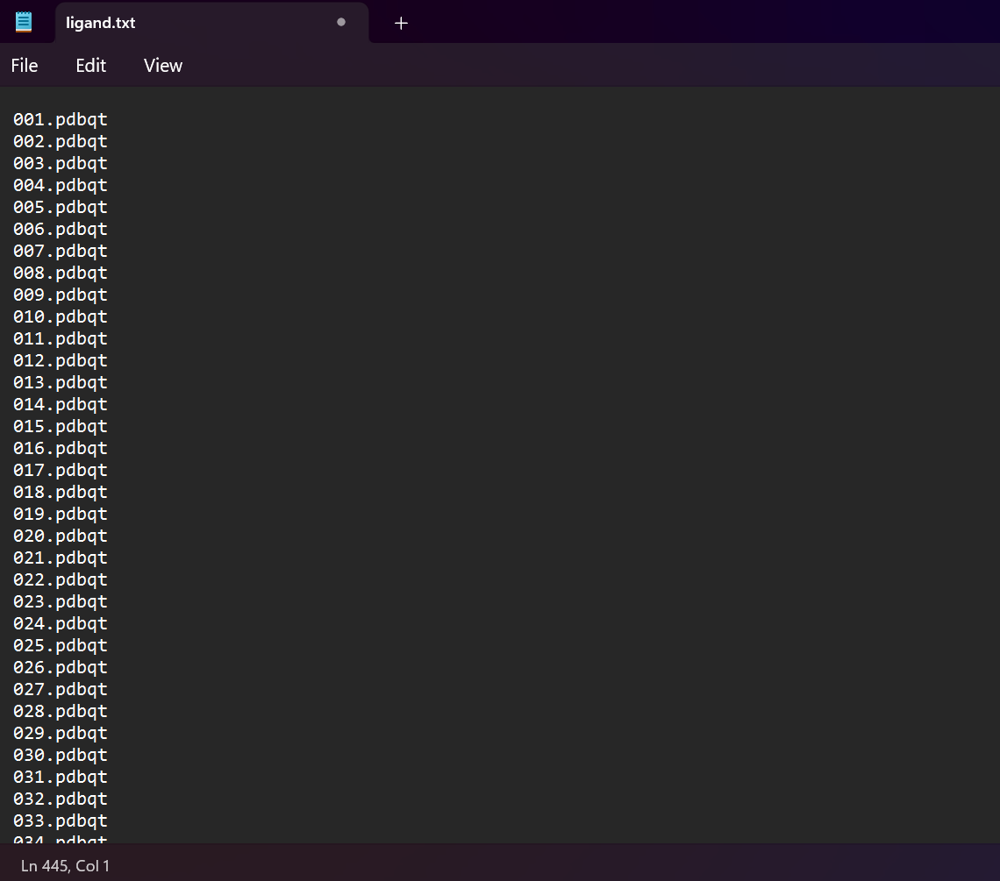 ligand.txt
File Edit View
001.pdbqt
002.pdbqt
003.pdbqt
004.pdbqt
005.pdbqt
006.pdbqt
007.pdbqt
008.pdbqt
009.pdbqt
010.pdbqt
011.pdbqt
012.pdbqt
013.pdbqt
014.pdbqt
015.pdbqt
016.pdbqt
017.pdbqt
018.pdbqt
019.pdbqt
020.pdbqt
021.pdbqt
022.pdbqt
023.pdbqt
024.pdbqt
025.pdbqt
026.pdbqt
027.pdbqt
028.pdbqt
029.pdbqt
030.pdbqt
031.pdbqt
032.pdbqt
033.pdbqt
034.pdbqt
Ln 445, Col 1